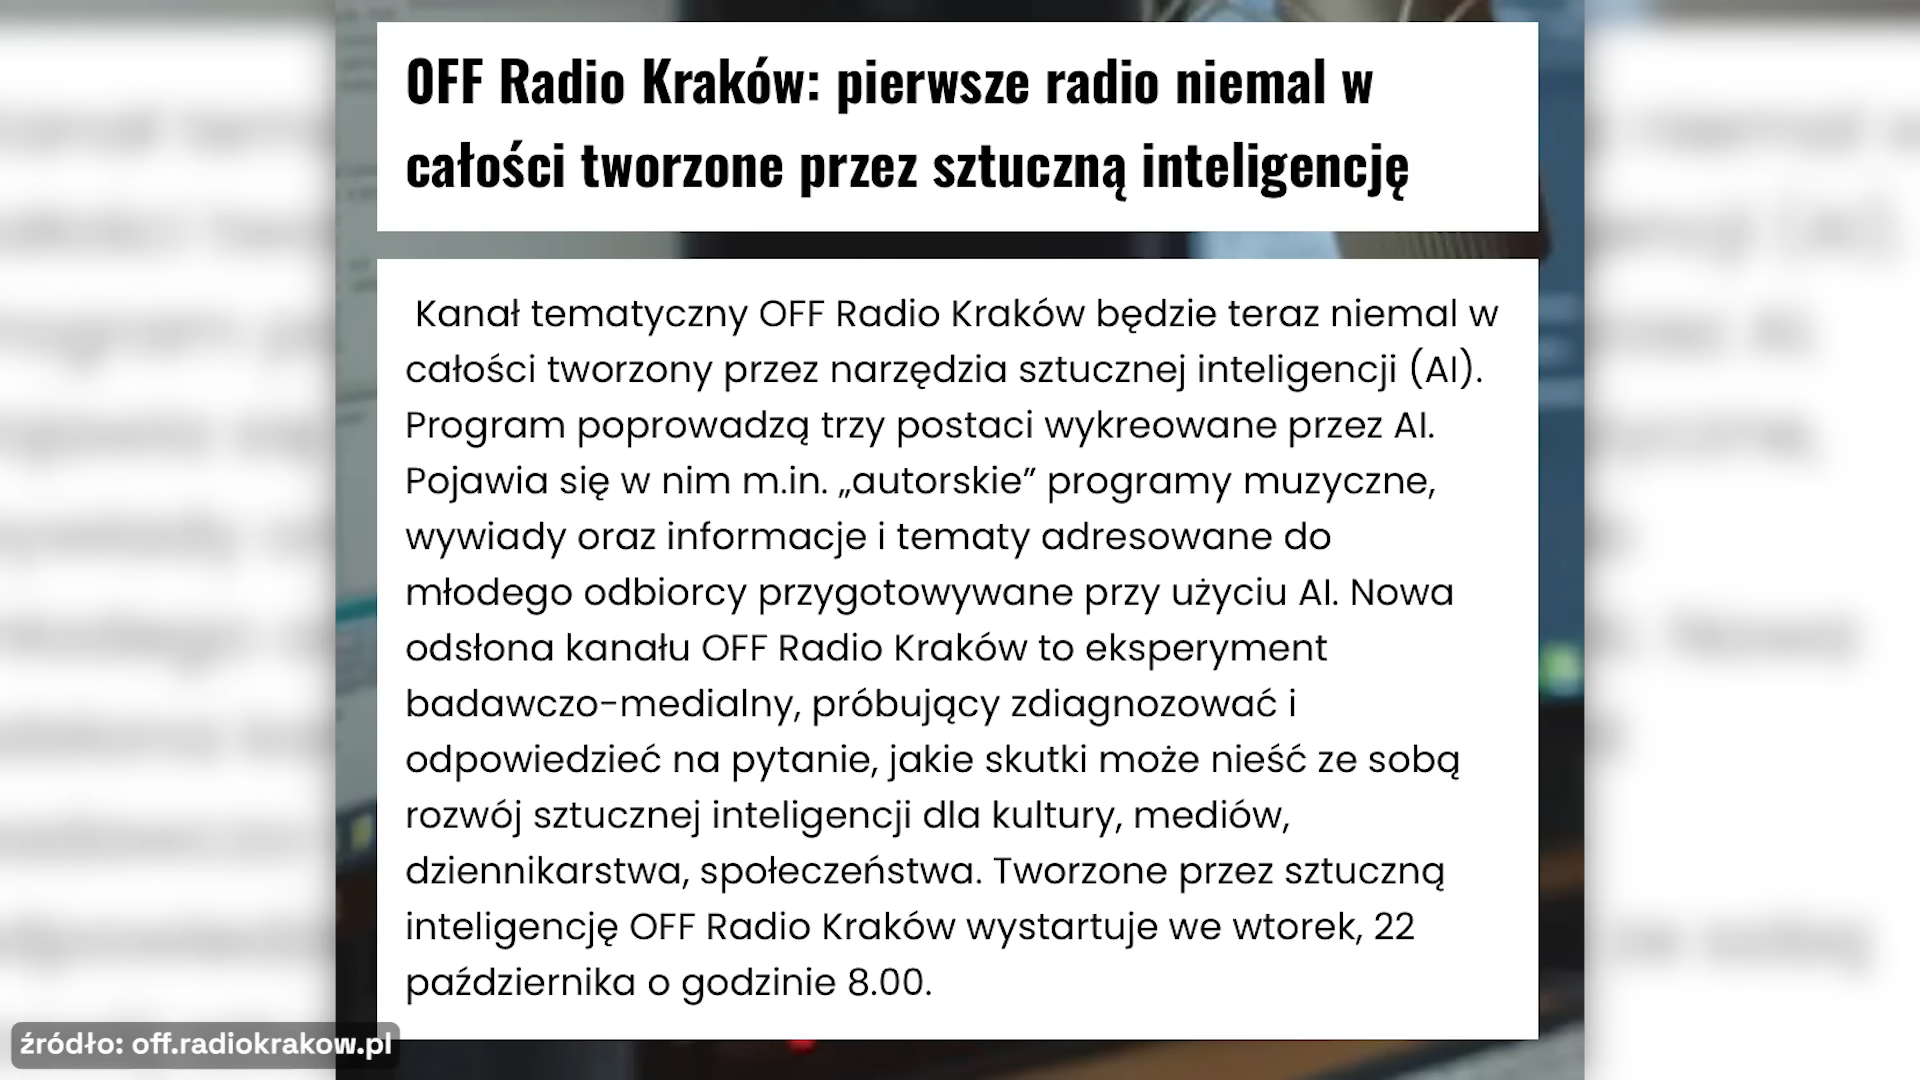 OFF Radio Kraków: pierwsze radio niemal w
całości tworzone przez sztuczną inteligencję
Kanał tematyczny OFF Radio Kraków będzie teraz niemal w
całości tworzony przez narzędzia sztucznej inteligencji (AI).
Program poprowadzą trzy postaci wykreowane przez AI.
Pojawia się w nim m.in. „autorskie” programy muzyczne,
wywiady oraz informacje i tematy adresowane do
młodego odbiorcy przygotowywane przy użyciu AI. Nowa
odsłona kanału OFF Radio Kraków to eksperyment
badawczo-medialny, próbujący zdiagnozować i
odpowiedzieć na pytanie, jakie skutki może nieść ze sobą
rozwój sztucznej inteligencji dla kultury, mediów,
dziennikarstwa, społeczeństwa. Tworzone przez sztuczną
inteligencję OFF Radio Kraków wystartuje we wtorek, 22
października o godzinie 8.00.
źródło: off.radiokrakow.pl